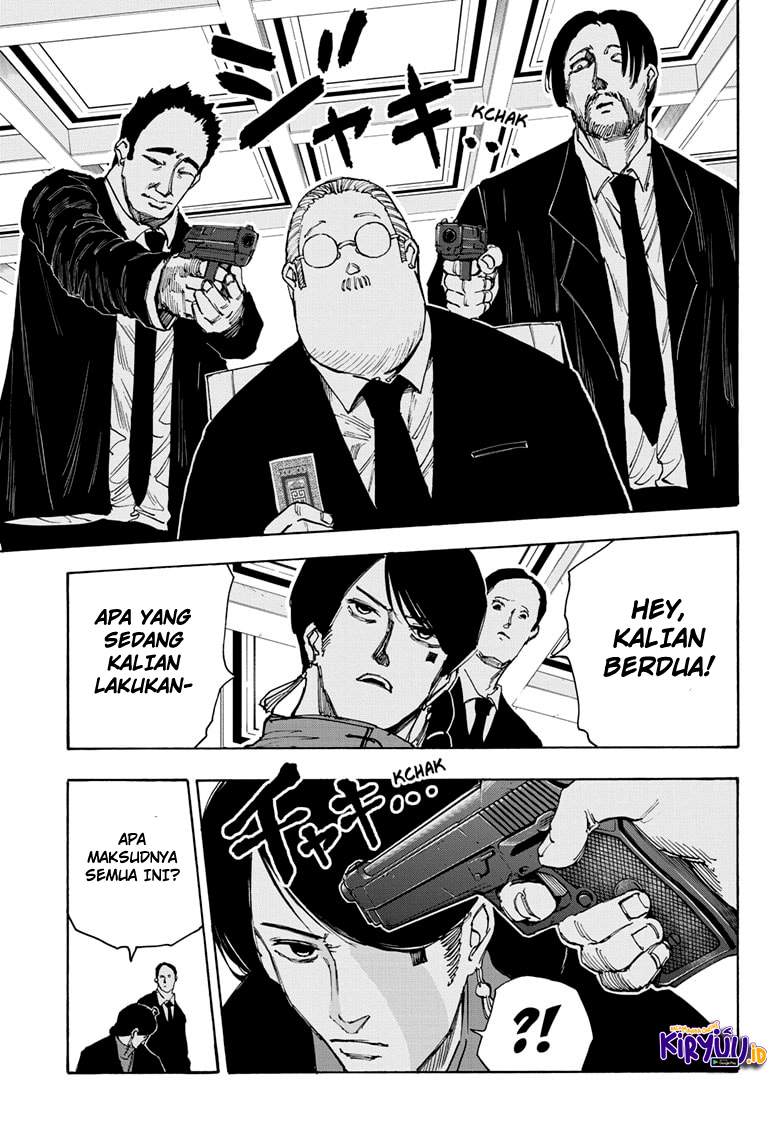 ジャキ...
KCHAK
HEY,
KALIAN
BERDUA!
APA YANG
SEDANG
KALIAN
LAKUKAN-
チャキ...
KCHAK
?!
APA
MAKSUDNYA
SEMUA INI?
KIRYUU.ID